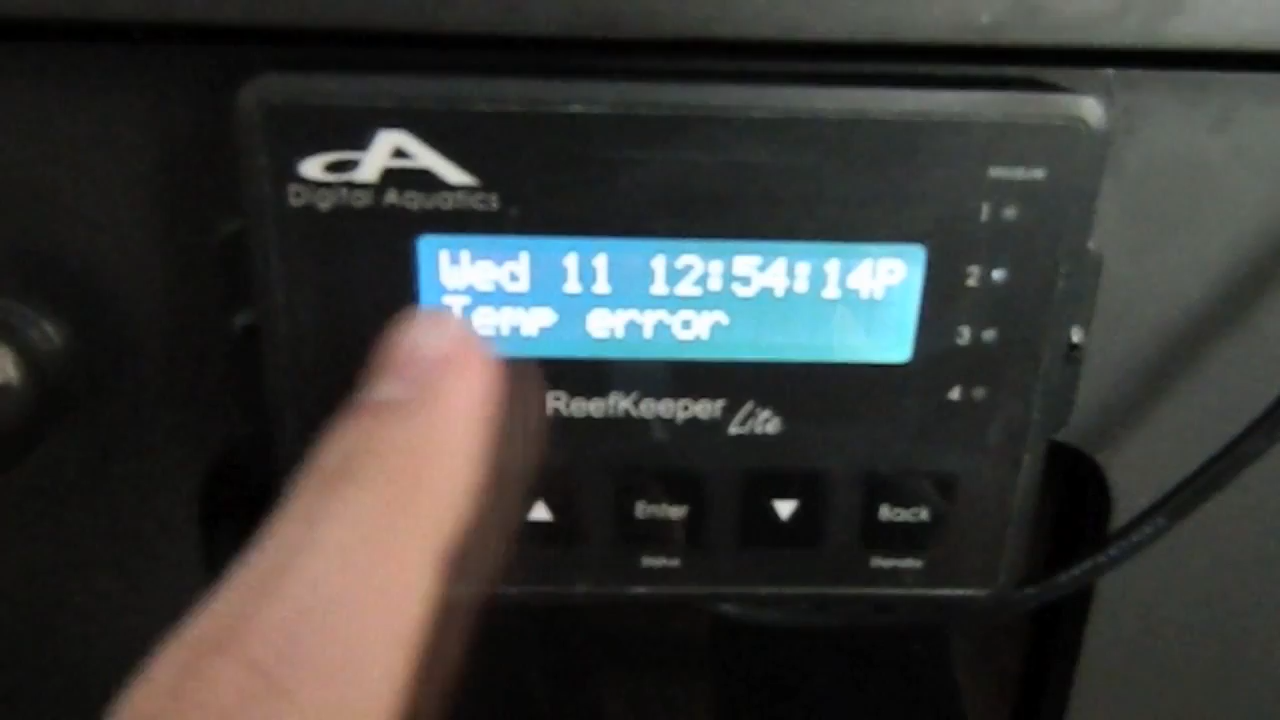 dA
Digital Aquatics
Wed 11 12:54:14P
Temp error
ReefKeeper Lite
1
2
3
4
Enter
Back